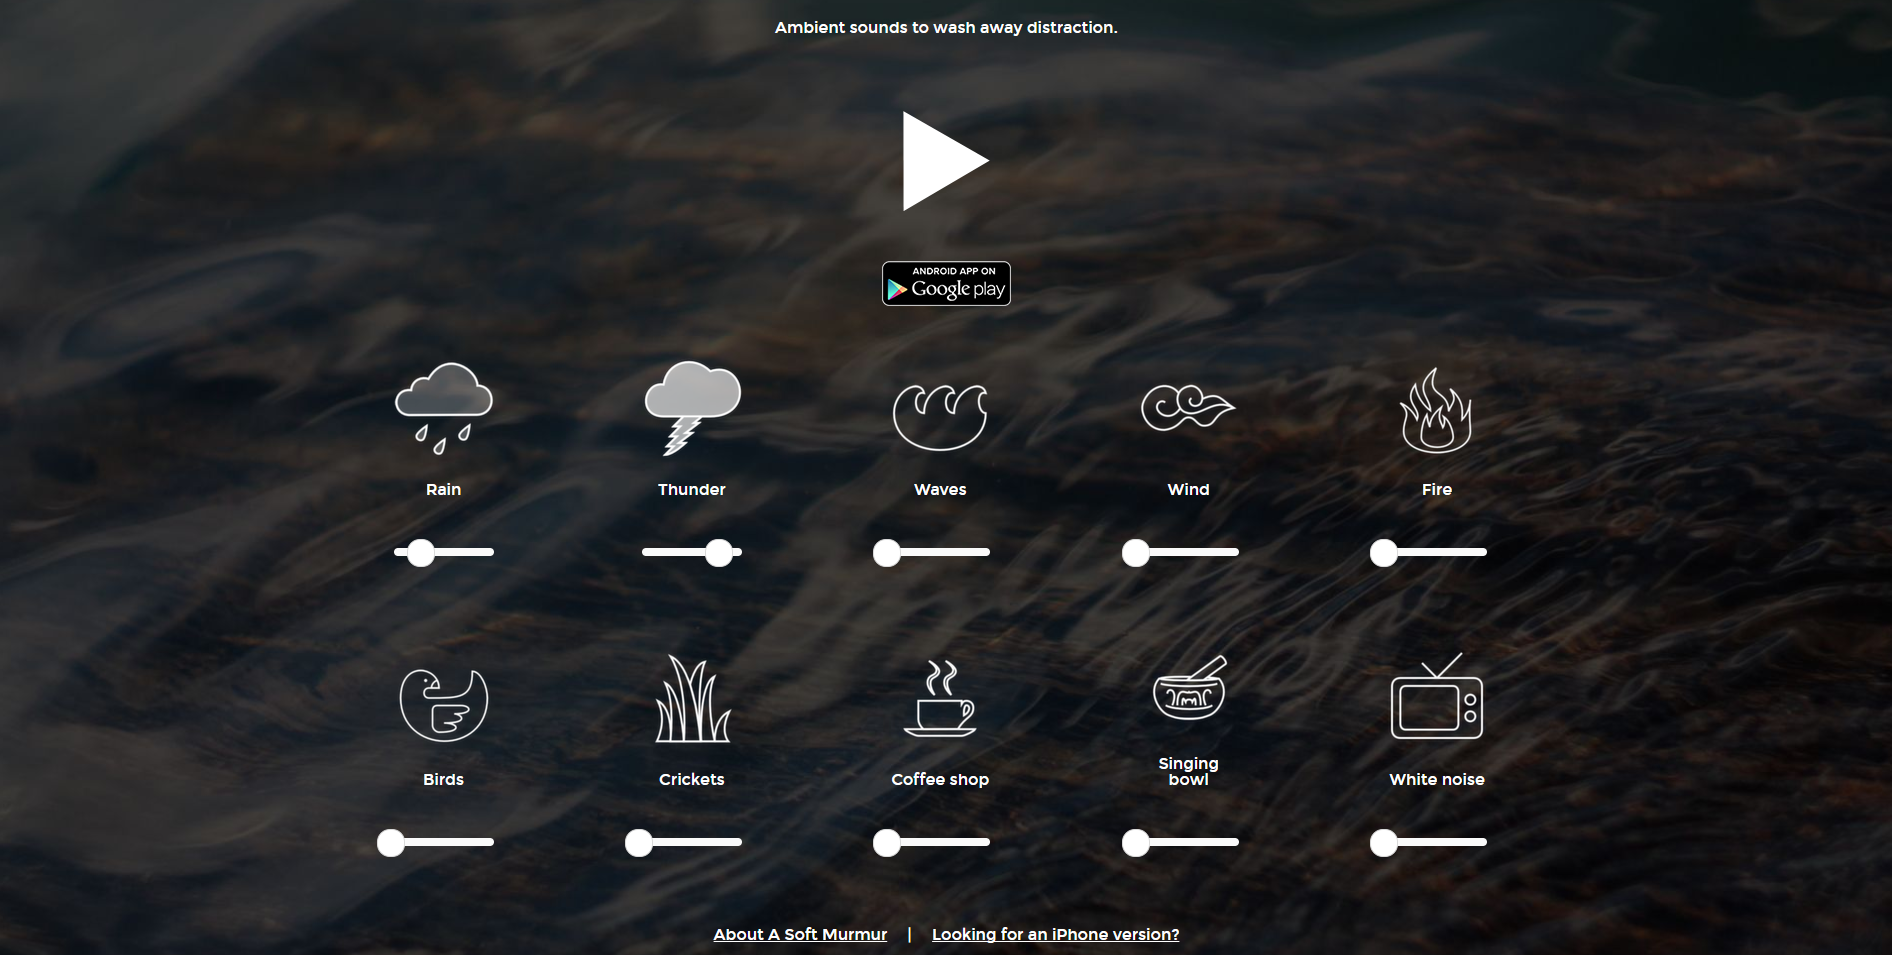 Ambient sounds to wash away distraction.
ANDROID APP ON
Google play
Rain
Thunder
Waves
Wind
Fire
Birds
Crickets
Coffee shop
Singing
bowl
White noise
About A Soft Murmur | Looking for an iPhone version?